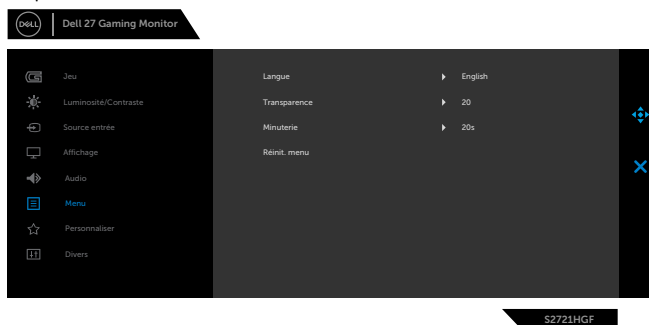 DELL
Dell 27 Gaming Monitor
Jeu
Luminosité/Contraste
Source entrée
Affichage
Audio
Menu
Personnaliser
Divers
Langue English
Transparence 20
Minuterie 20s
Réinit. menu
S2721HGF